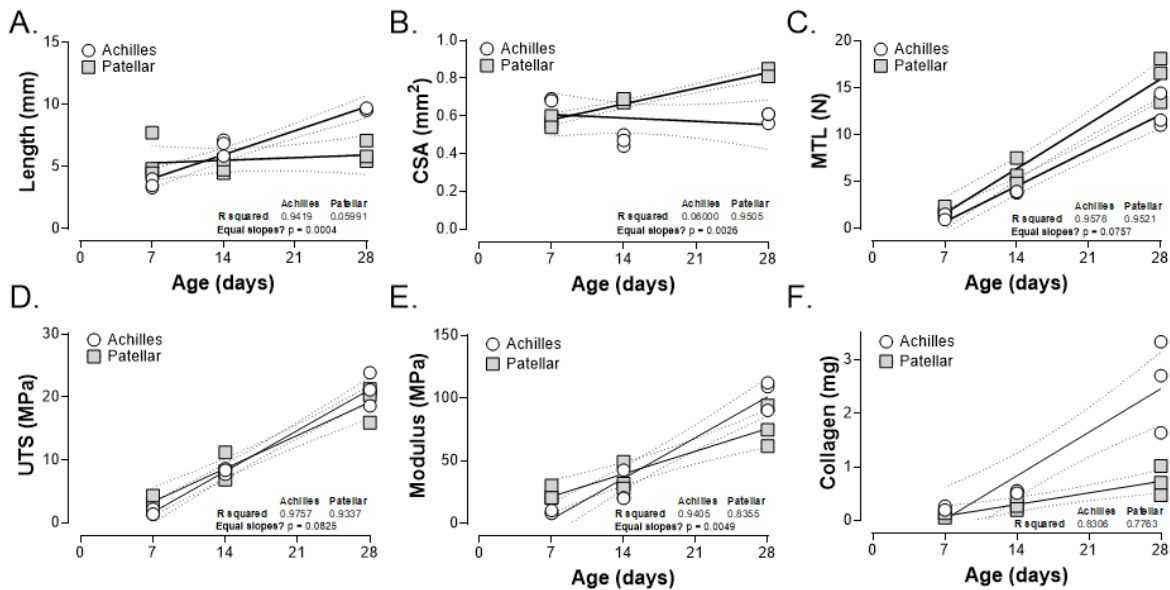 A.
Length (mm)
15
10
5
0
Achilles
Patellar
Achilles Patellar
R squared 0.9419 0.05991
Equal slopes? p = 0.0004
0 7 14 21 28
Age (days)
B.
CSA (mm²)
1.0
0.8
0.6
0.4
0.2
0.0
Achilles
Patellar
Achilles Patellar
R squared 0.06000 0.9505
Equal slopes? p = 0.0026
0 7 14 21 28
Age (days)
C.
MTL (N)
20
15
10
5
0
Achilles
Patellar
Achilles Patellar
R squared 0.9578 0.9521
Equal slopes? p = 0.0757
0 7 14 21 28
Age (days)
D.
UTS (MPa)
30
20
10
0
Achilles
Patellar
Achilles Patellar
R squared 0.9757 0.9337
Equal slopes? p = 0.0825
0 7 14 21 28
Age (days)
E.
Modulus (MPa)
150
100
50
0
Achilles
Patellar
Achilles Patellar
R squared 0.9405 0.8355
Equal slopes? p = 0.0049
0 7 14 21 28
Age (days)
F.
Collagen (mg)
3
2
1
0
Achilles
Patellar
Achilles Patellar
R squared 0.8306 0.7763
0 7 14 21 28
Age (days)